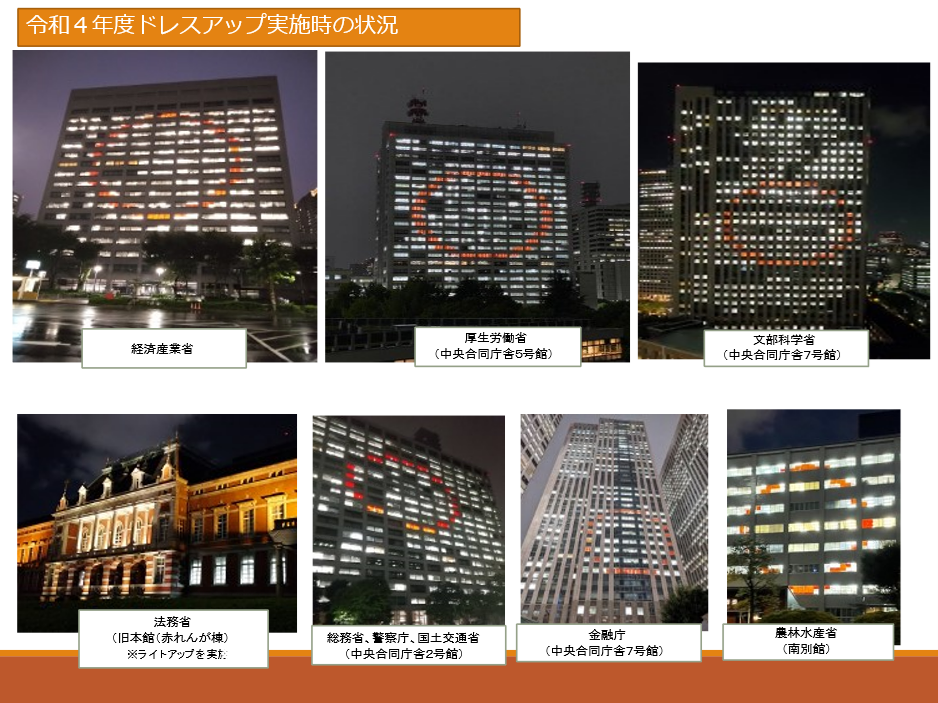 令和４年度ドレスアップ実施時の状況
経済産業省
厚生労働省
（中央合同庁舎５号館）
文部科学省
（中央合同庁舎７号館）
法務省
（旧本館（赤れんが棟）
※ライトアップを実施
総務省、警察庁、国土交通省
（中央合同庁舎２号館）
金融庁
（中央合同庁舎７号館）
農林水産省
（南別館）